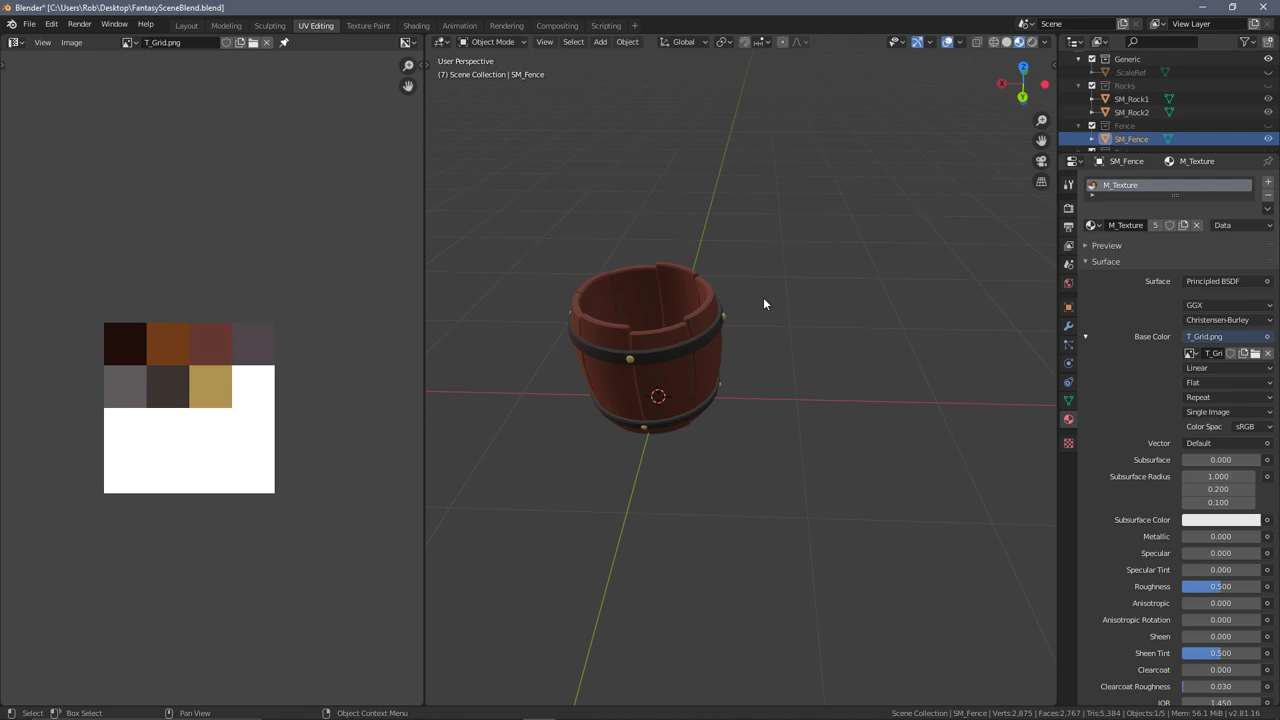 Blender* [C:\Users\Rob\Desktop\FantasySceneBlend.blend]
File Edit Render Window Help Layout Modeling Sculpting UV Editing Texture Paint Shading Animation Rendering Compositing Scripting Scene View Layer
View Image T_Grid.png Object Mode View Select Add Object Global
User Perspective
(7) Scene Collection | SM_Fence
Z
X
Y
Generic
.ScaleRef
Rocks
SM_Rock1
SM_Rock2
Fence
SM_Fence
SM_Fence M_Texture
M_Texture
M_Texture 5 Data
Preview
Surface
Surface Principled BSDF
GGX
Christensen-Burley
Base Color T_Grid.png
T_Gri
Linear
Flat
Repeat
Single Image
Color Spac sRGB
Vector Default
Subsurface 0.000
Subsurface Radius 1.000
0.200
0.100
Subsurface Color
Metallic 0.000
Specular 0.000
Specular Tint 0.000
Roughness 0.500
Anisotropic 0.000
Anisotropic Rotation 0.000
Sheen 0.000
Sheen Tint 0.500
Clearcoat 0.000
Clearcoat Roughness 0.030
IOR 1.450
Select Box Select Pan View Object Context Menu Scene Collection | SM_Fence | Verts:2,875 | Faces:2,767 | Tris:5,384 | Objects:1/5 | Mem: 56.1 MiB | v2.81.16